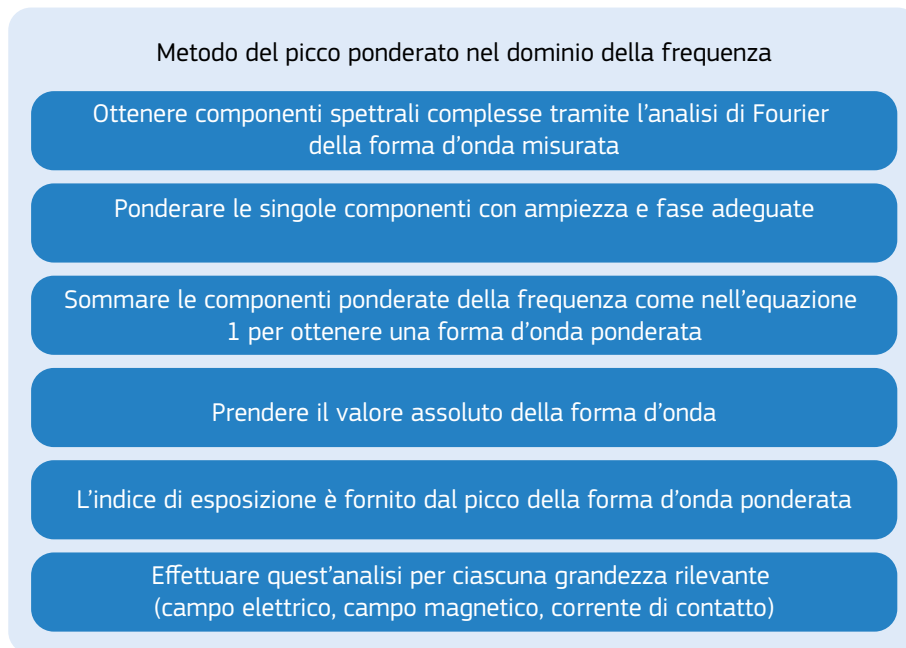 Metodo del picco ponderato nel dominio della frequenza
Ottenere componenti spettrali complesse tramite l’analisi di Fourier
della forma d’onda misurata
Ponderare le singole componenti con ampiezza e fase adeguate
Sommare le componenti ponderate della frequenza come nell’equazione
1 per ottenere una forma d’onda ponderata
Prendere il valore assoluto della forma d’onda
L’indice di esposizione è fornito dal picco della forma d’onda ponderata
Effettuare quest’analisi per ciascuna grandezza rilevante
(campo elettrico, campo magnetico, corrente di contatto)